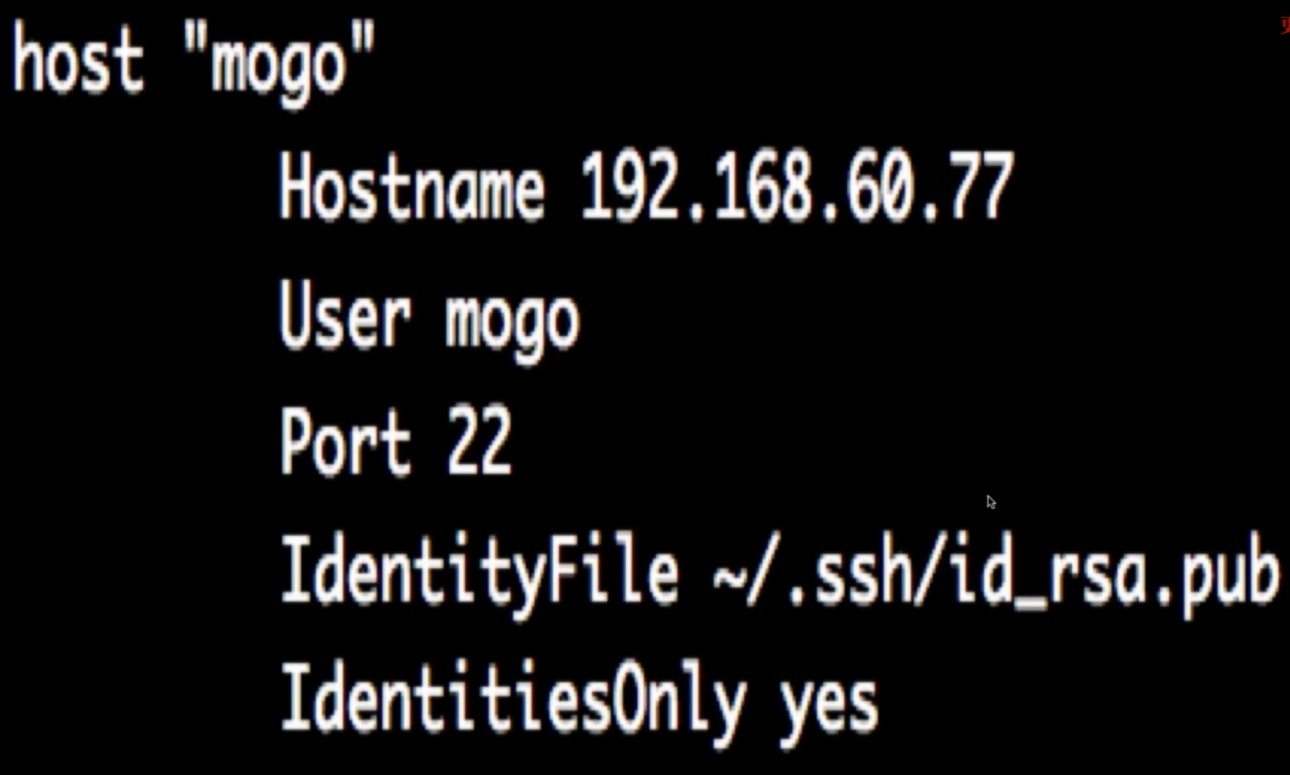 host "mogo"
Hostname 192.168.60.77
User mogo
Port 22
IdentityFile ~/.ssh/id_rsa.pub
IdentitiesOnly yes